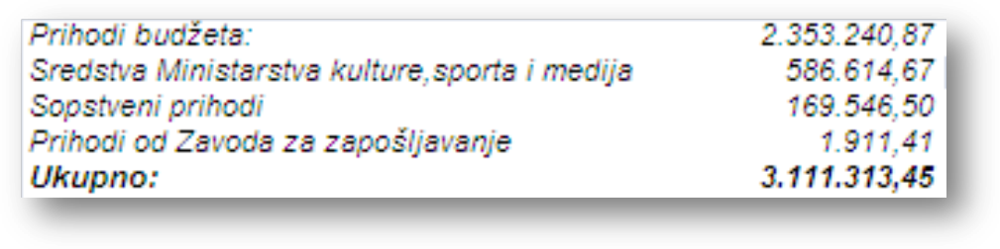 Prihodi budžeta: 2.353.240,87
Sredstva Ministarstva kulture,sporta i medija 586.614,67
Sopstveni prihodi 169.546,50
Prihodi od Zavoda za zapošljavanje 1.911,41
Ukupno: 3.111.313,45